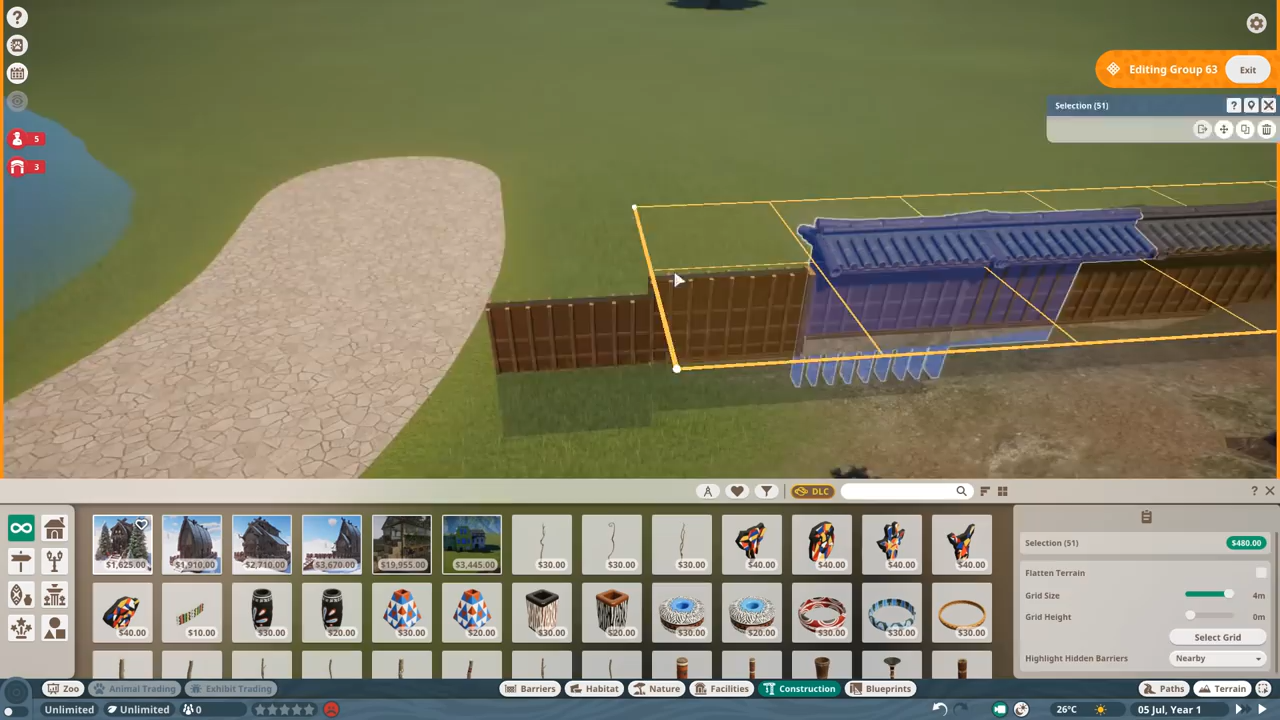 ?
Editing Group 63
Exit
Selection (51)
?
5
3
A
DLC
?
$1,625.00
$1,910.00
$2,710.00
$3,670.00
$19,955.00
$3,445.00
$30.00
$30.00
$30.00
$40.00
$40.00
$40.00
$40.00
$40.00
$10.00
$30.00
$20.00
$30.00
$20.00
$30.00
$20.00
$30.00
$20.00
$30.00
$30.00
$30.00
Selection (51)
$480.00
Flatten Terrain
Grid Size
4m
Grid Height
0m
Select Grid
Highlight Hidden Barriers
Nearby
Zoo
Animal Trading
Exhibit Trading
Barriers
Habitat
Nature
Facilities
Construction
Blueprints
Paths
Terrain
Unlimited
Unlimited
0
26°C
05 Jul, Year 1